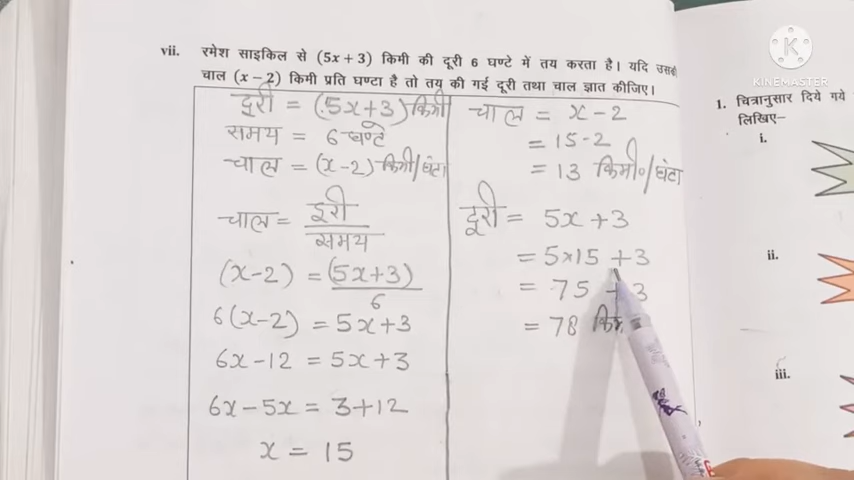 vii. रमेश साइकिल से (5x + 3) किमी की दूरी 6 घण्टे में तय करता है। यदि उसकी
चाल (x – 2) किमी प्रति घण्टा है तो तय की गई दूरी तथा चाल ज्ञात कीजिए।
दूरी = (5x+3) किमी
समय = 6 घण्टे
चाल = (x-2) किमी/घंटा
चाल = दूरी
समय
(x-2) = (5x+3)
6
6(x-2) = 5x+3
6x-12 = 5x+3
6x-5x = 3+12
x = 15
चाल = x-2
= 15-2
= 13 किमी०/घंटा
दूरी = 5x+3
= 5×15+3
= 75 + 3
= 78
KINEMASTER
1. चित्रानुसार दिये गये
लिखिए–
i.
ii.
iii.